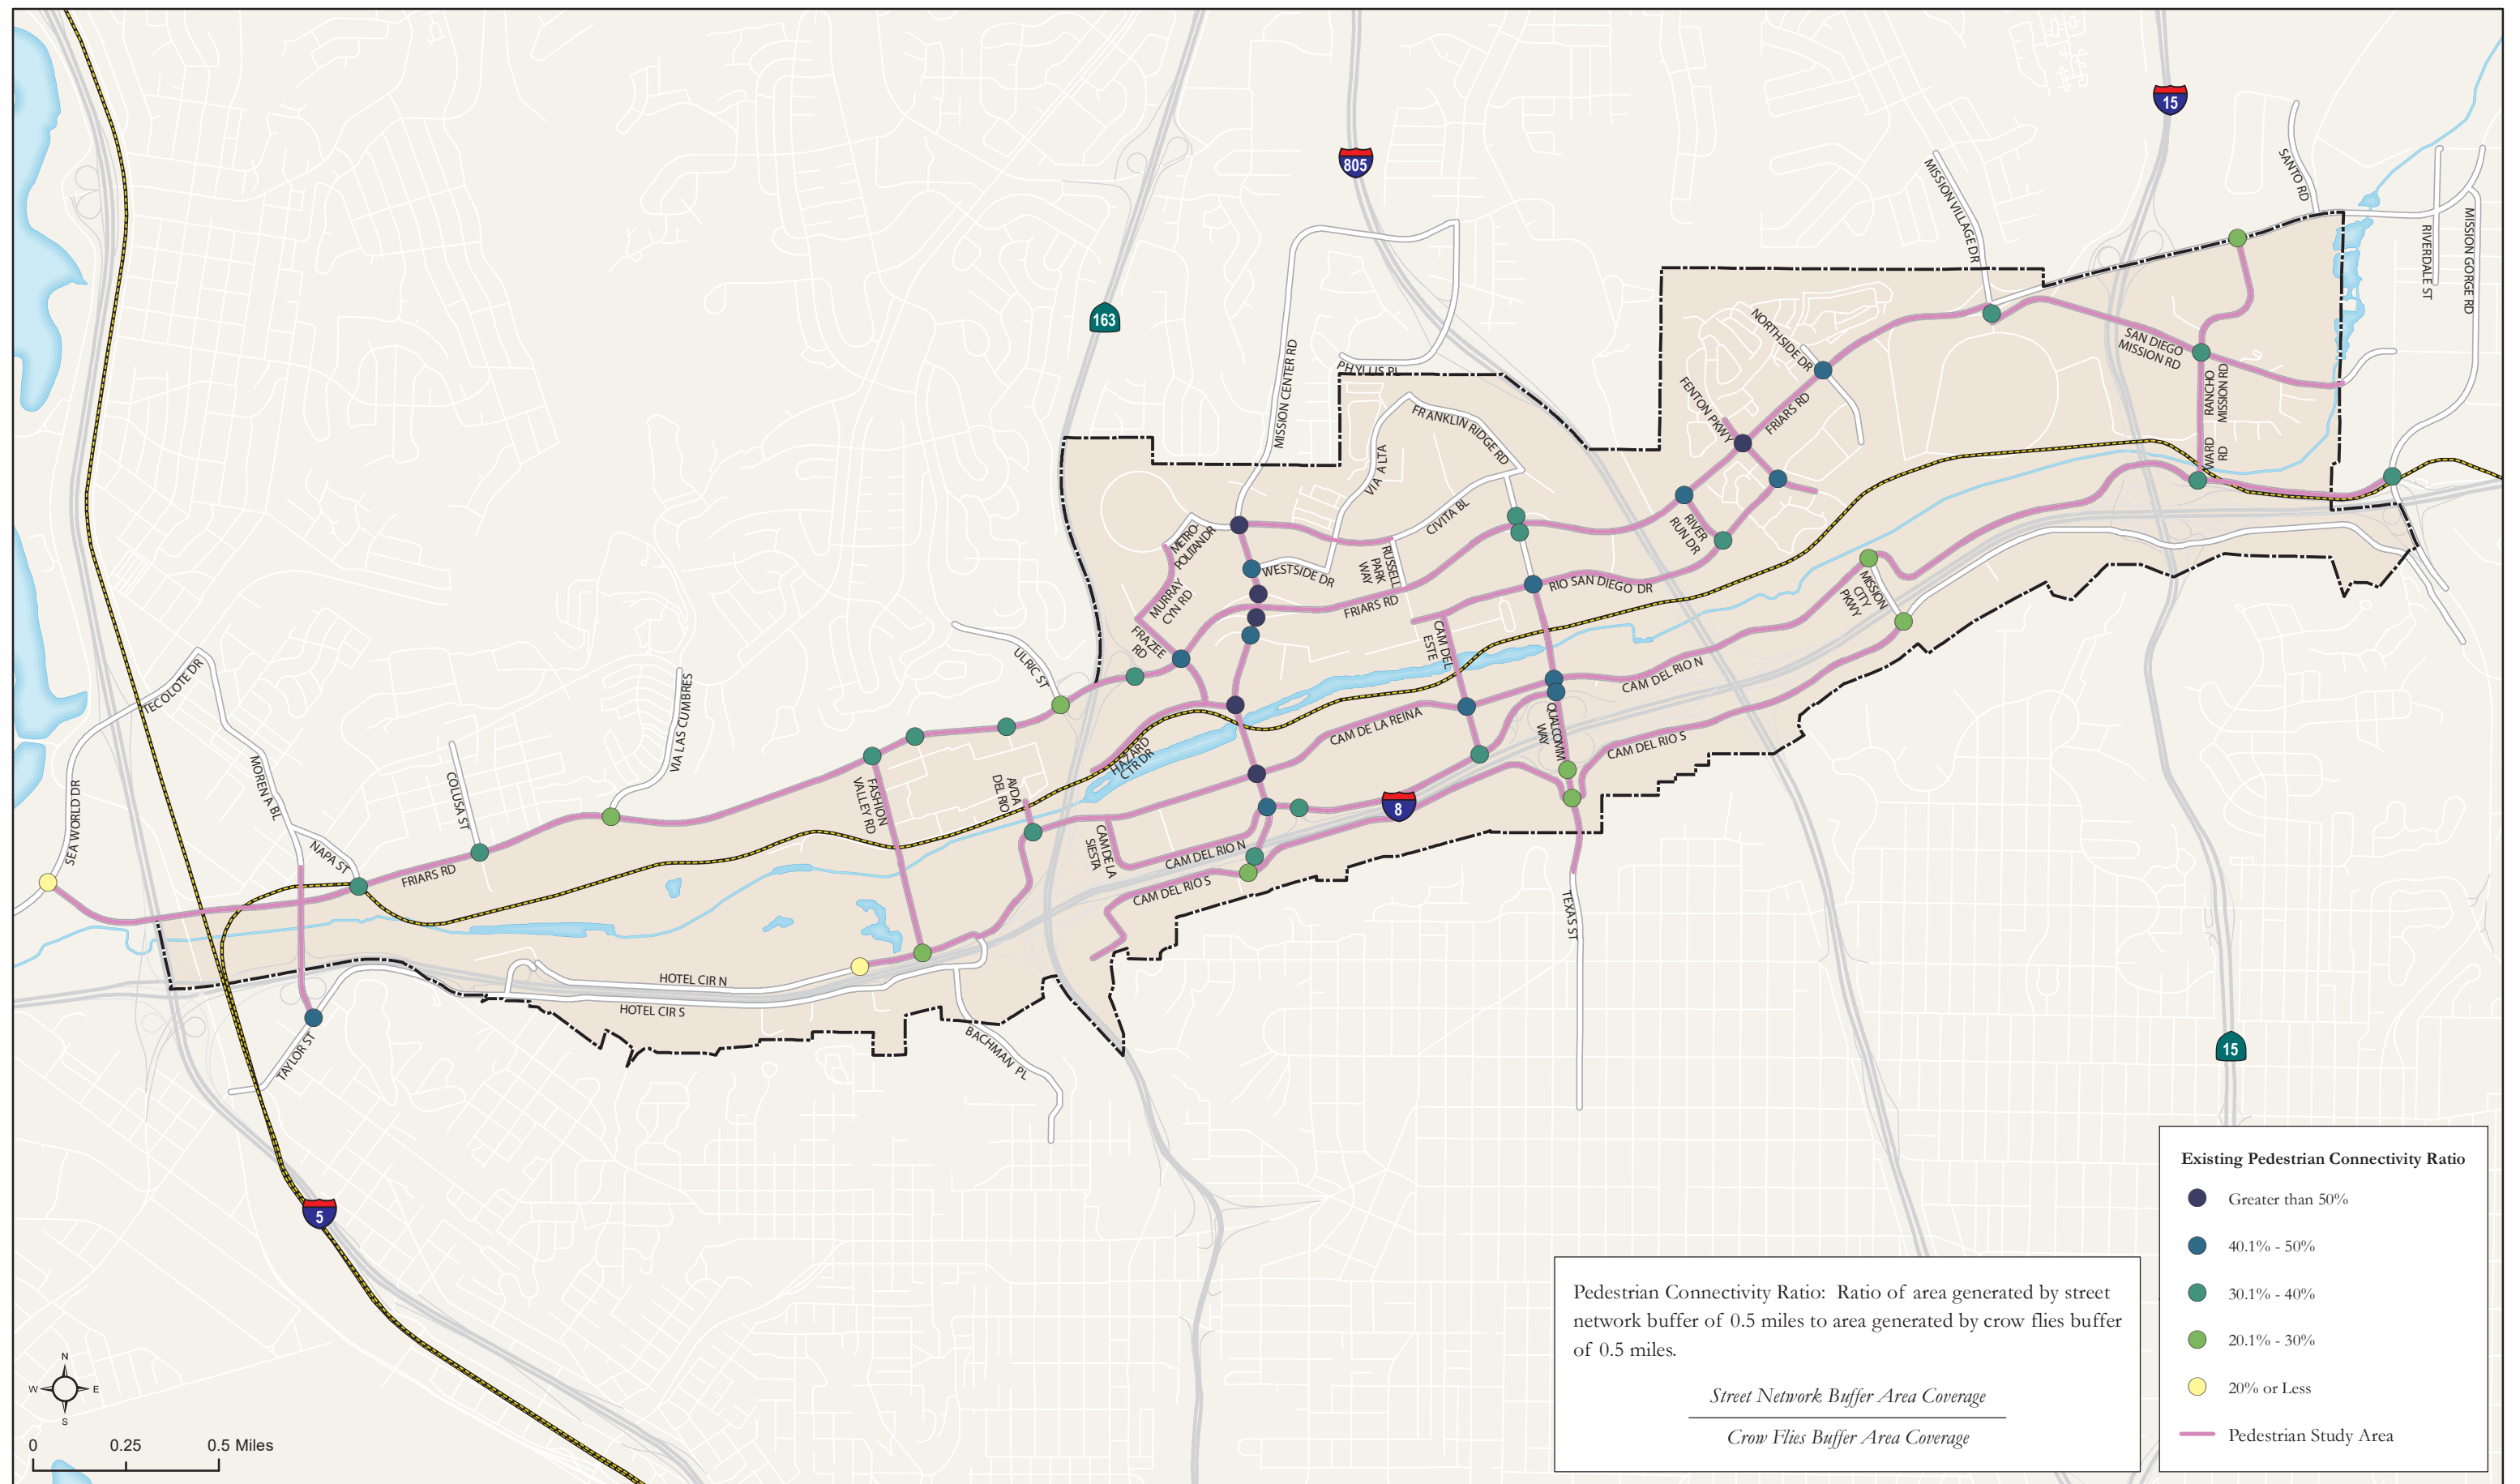 15
805
163
SANTO RD
MISSION VILLAGE DR
RIVERDALE ST
MISSION GORGE RD
MISSION CENTER RD
PHYLLIS PL
NORTHSIDE DR
FENTON PKWY
FRIARS RD
SAN DIEGO
MISSION RD
RANCHO
MISSION RD
WARD
RD
FRANKLIN RIDGE RD
VIA ALTA
CIVITA BL
METRO-
POLITAN DR
WESTSIDE DR
RUSSELL
PARK
WAY
RIVER
RUN DR
MURRAY
CYN RD
FRIARS RD
RIO SAN DIEGO DR
MISSION
CITY
PKWY
FRAZEE
RD
ULRIC ST
CAM DEL
ESTE
CAM DEL RIO N
TECOLOTE DR
VIA LAS CUMBRES
MORENA BL
COLUSA ST
HAZARD
CTR DR
CAM DE LA REINA
QUALCOMM
WAY
CAM DEL RIO S
SEA WORLD DR
FASHION
VALLEY RD
AVDA
DEL RIO
8
NAPA ST
FRIARS RD
CAM DE LA
SIESTA
CAM DEL RIO N
CAM DEL RIO S
TEXAS ST
HOTEL CIR N
HOTEL CIR S
TAYLOR ST
BACHMAN PL
15
5
Existing Pedestrian Connectivity Ratio
Greater than 50%
40.1% - 50%
30.1% - 40%
20.1% - 30%
20% or Less
Pedestrian Study Area
Pedestrian Connectivity Ratio: Ratio of area generated by street
network buffer of 0.5 miles to area generated by crow flies buffer
of 0.5 miles.
Street Network Buffer Area Coverage
Crow Flies Buffer Area Coverage
N
W E
S
0 0.25 0.5 Miles